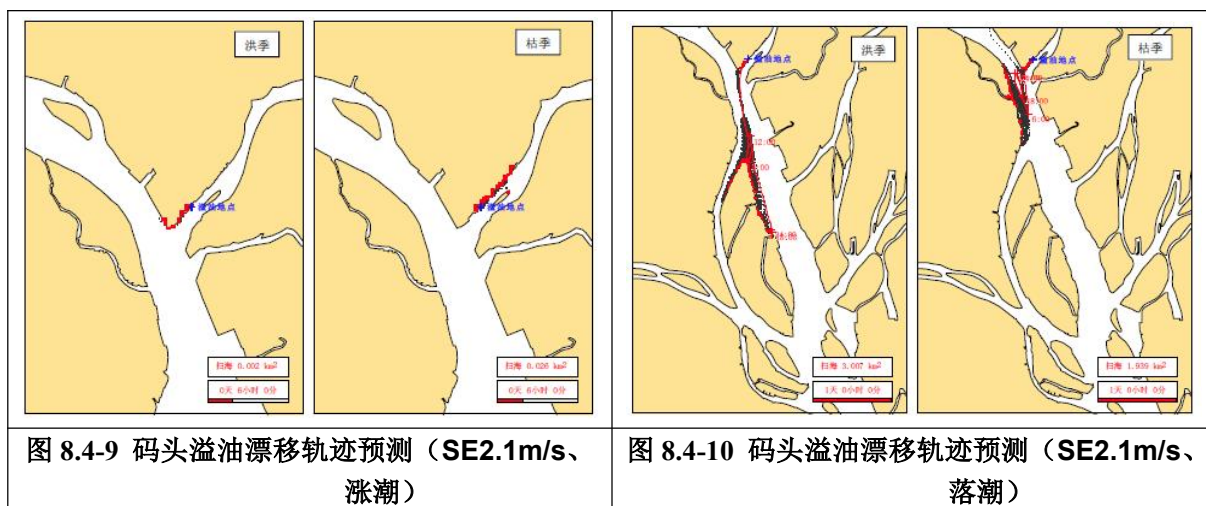 洪季
溢油地点
扫海 0.002 km2
0天 6小时 0分
枯季
溢油地点
扫海 0.026 km2
0天 6小时 0分
洪季
溢油地点
12:00
扫海 3.007 km2
1天 0小时 0分
枯季
溢油地点
扫海 1.939 km2
1天 0小时 0分
图 8.4-9 码头溢油漂移轨迹预测（SE2.1m/s、
涨潮）
图 8.4-10 码头溢油漂移轨迹预测（SE2.1m/s、
落潮）